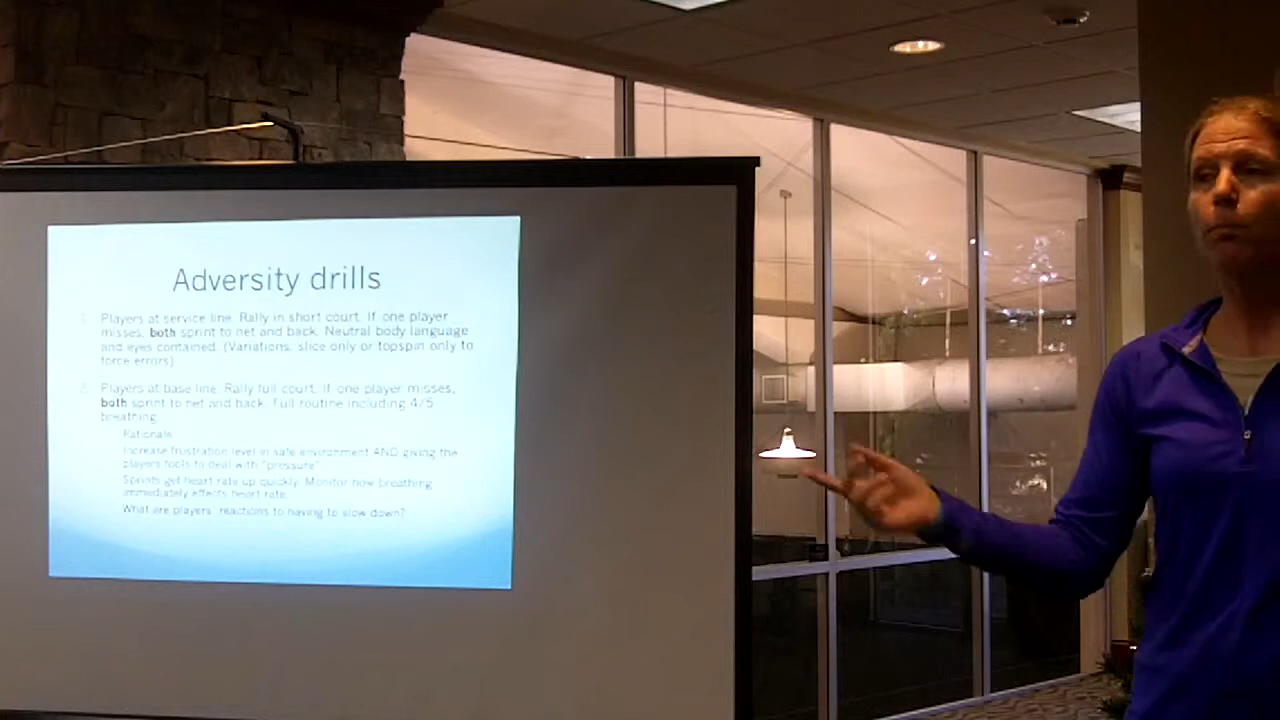 Adversity drills
1. Players at service line. Rally in short court. If one player
misses, both sprint to net and back. Neutral body language
and eyes contained. (Variations: slice only or topspin only to
force errors)
2. Players at base line. Rally full court. If one player misses,
both sprint to net and back. Full routine including 4/5
breathing.
Rationale:
Increase frustration level in safe environment AND giving the
players tools to deal with "pressure"
Sprints get heart rate up quickly. Monitor how breathing
immediately effects heart rate.
What are players' reactions to having to slow down?